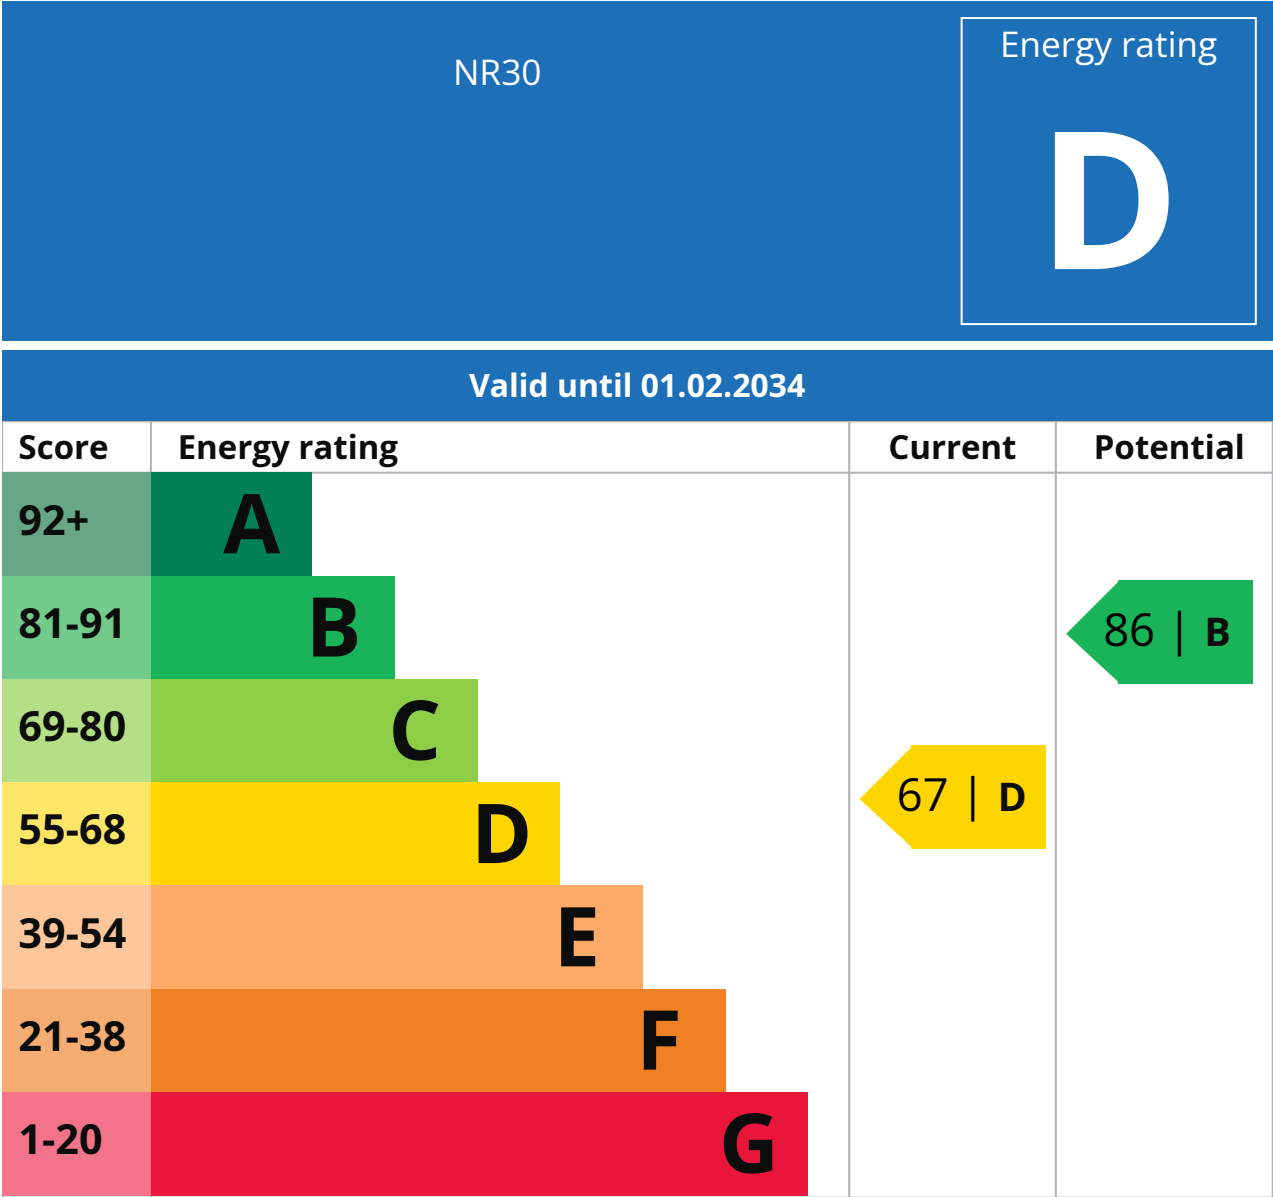 NR30
Energy rating
D
Valid until 01.02.2034
Score Energy rating Current Potential
92+ A
81-91 B 86 | B
69-80 C
55-68 D 67 | D
39-54 E
21-38 F
1-20 G